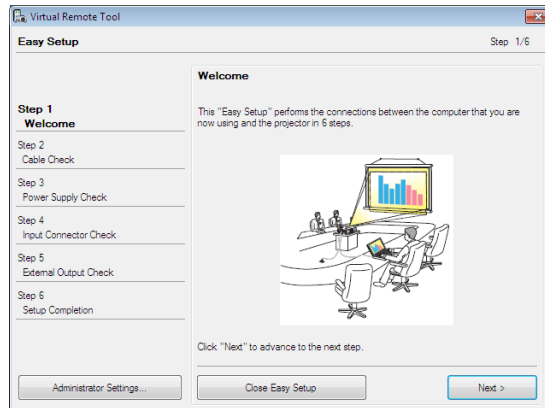 Virtual Remote Tool
Easy Setup
Step 1/6
Step 1
Welcome
Step 2
Cable Check
Step 3
Power Supply Check
Step 4
Input Connector Check
Step 5
External Output Check
Step 6
Setup Completion
Welcome
This "Easy Setup" performs the connections between the computer that you are
now using and the projector in 6 steps.
Click "Next" to advance to the next step.
Administrator Settings...
Close Easy Setup
Next >